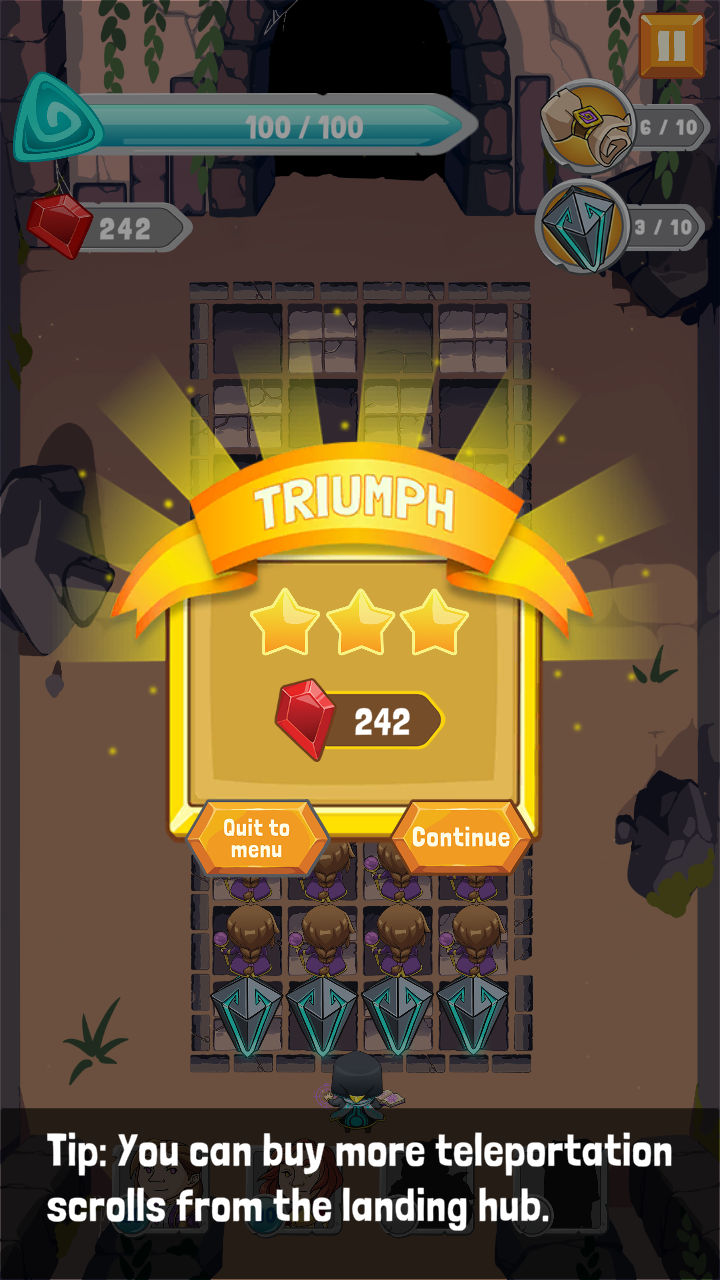 100 / 100
6 / 10
242
3 / 10
TRIUMPH
242
Quit to
menu
Continue
Tip: You can buy more teleportation
scrolls from the landing hub.